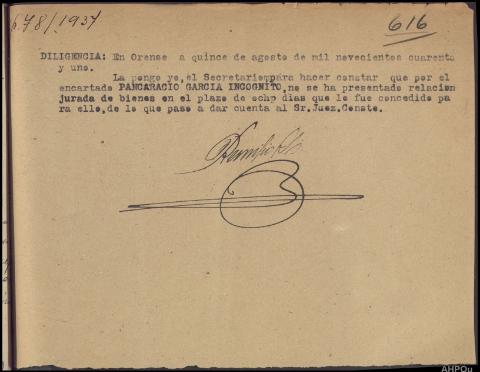 678/1937
616
DILIGENCIA: En Orense a quince de agosto de mil novecientos cuarenta
y uno.
La pongo yo, el Secretariompara hacer constar que por el
encartado PANCARACIO GARCIA INCOGNITO, no se ha presentado relacion
jurada de bienes en el plazo de ocho dias que le fue concedido pa
ra ello, de lo que paso a dar cuenta al Sr. Juez. Conste.
AHPOu